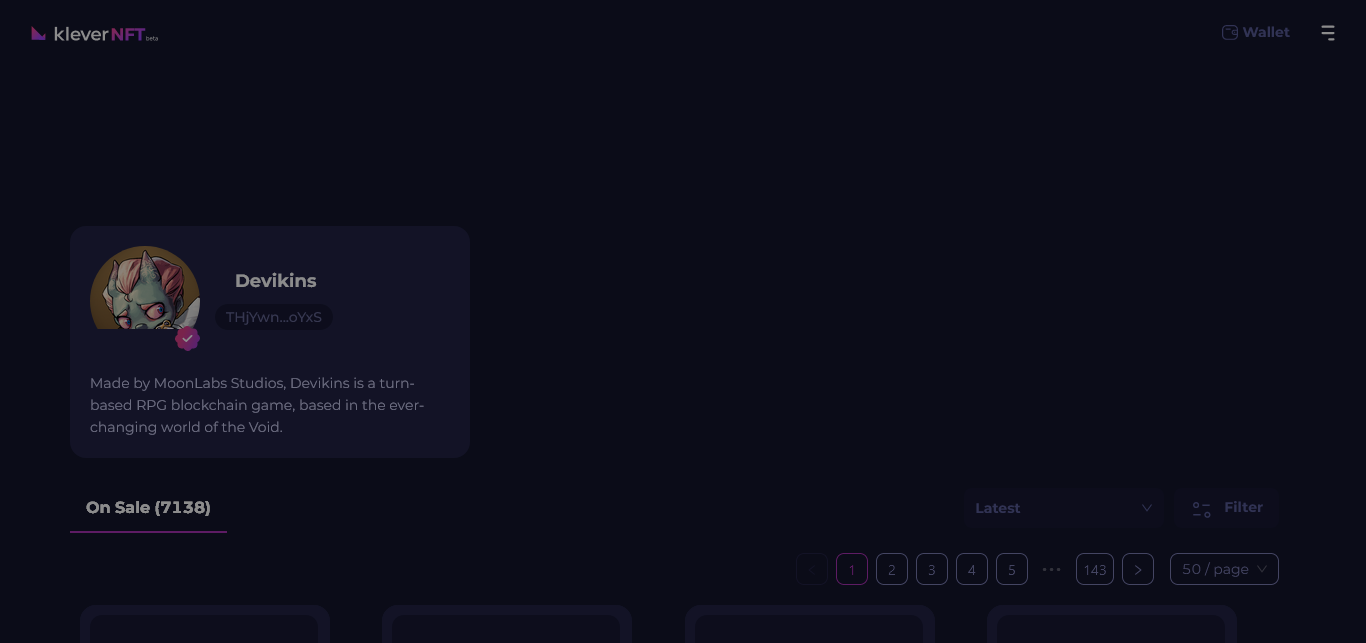 klever NFT beta
Wallet
Devikins
THjYwn...oYxS
Made by MoonLabs Studios, Devikins is a turn-
based RPG blockchain game, based in the ever-
changing world of the Void.
On Sale (7138)
Latest
Filter
1 2 3 4 5 ••• 143 50 / page